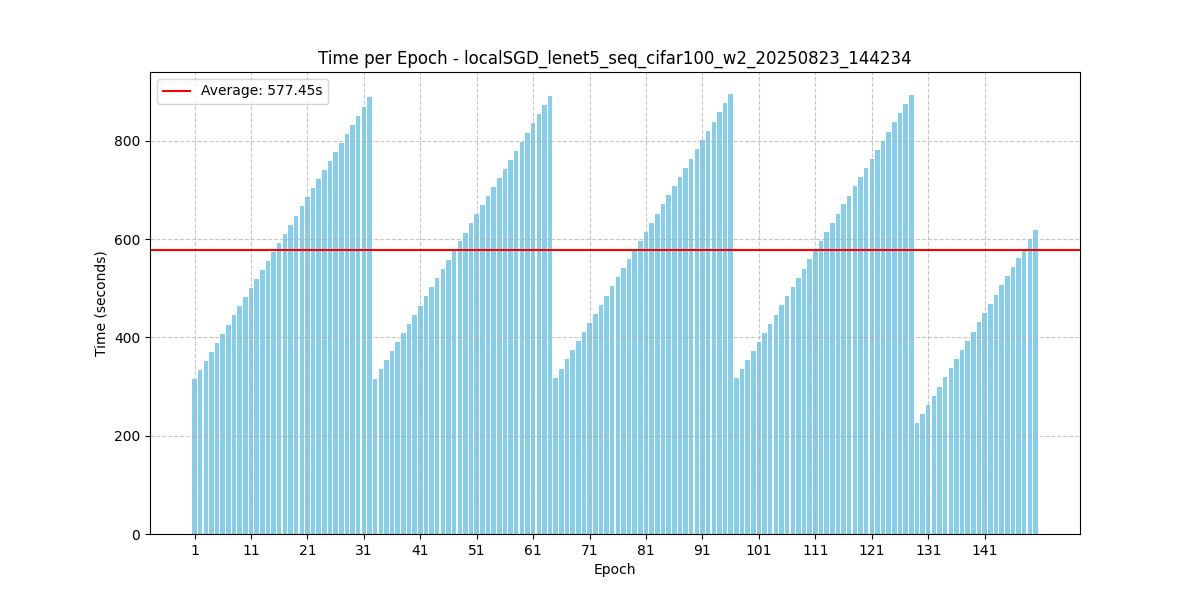 Time per Epoch - localSGD_lenet5_seq_cifar100_w2_20250823_144234
Average: 577.45s
Time (seconds)
800
600
400
200
0
1 11 21 31 41 51 61 71 81 91 101 111 121 131 141
Epoch